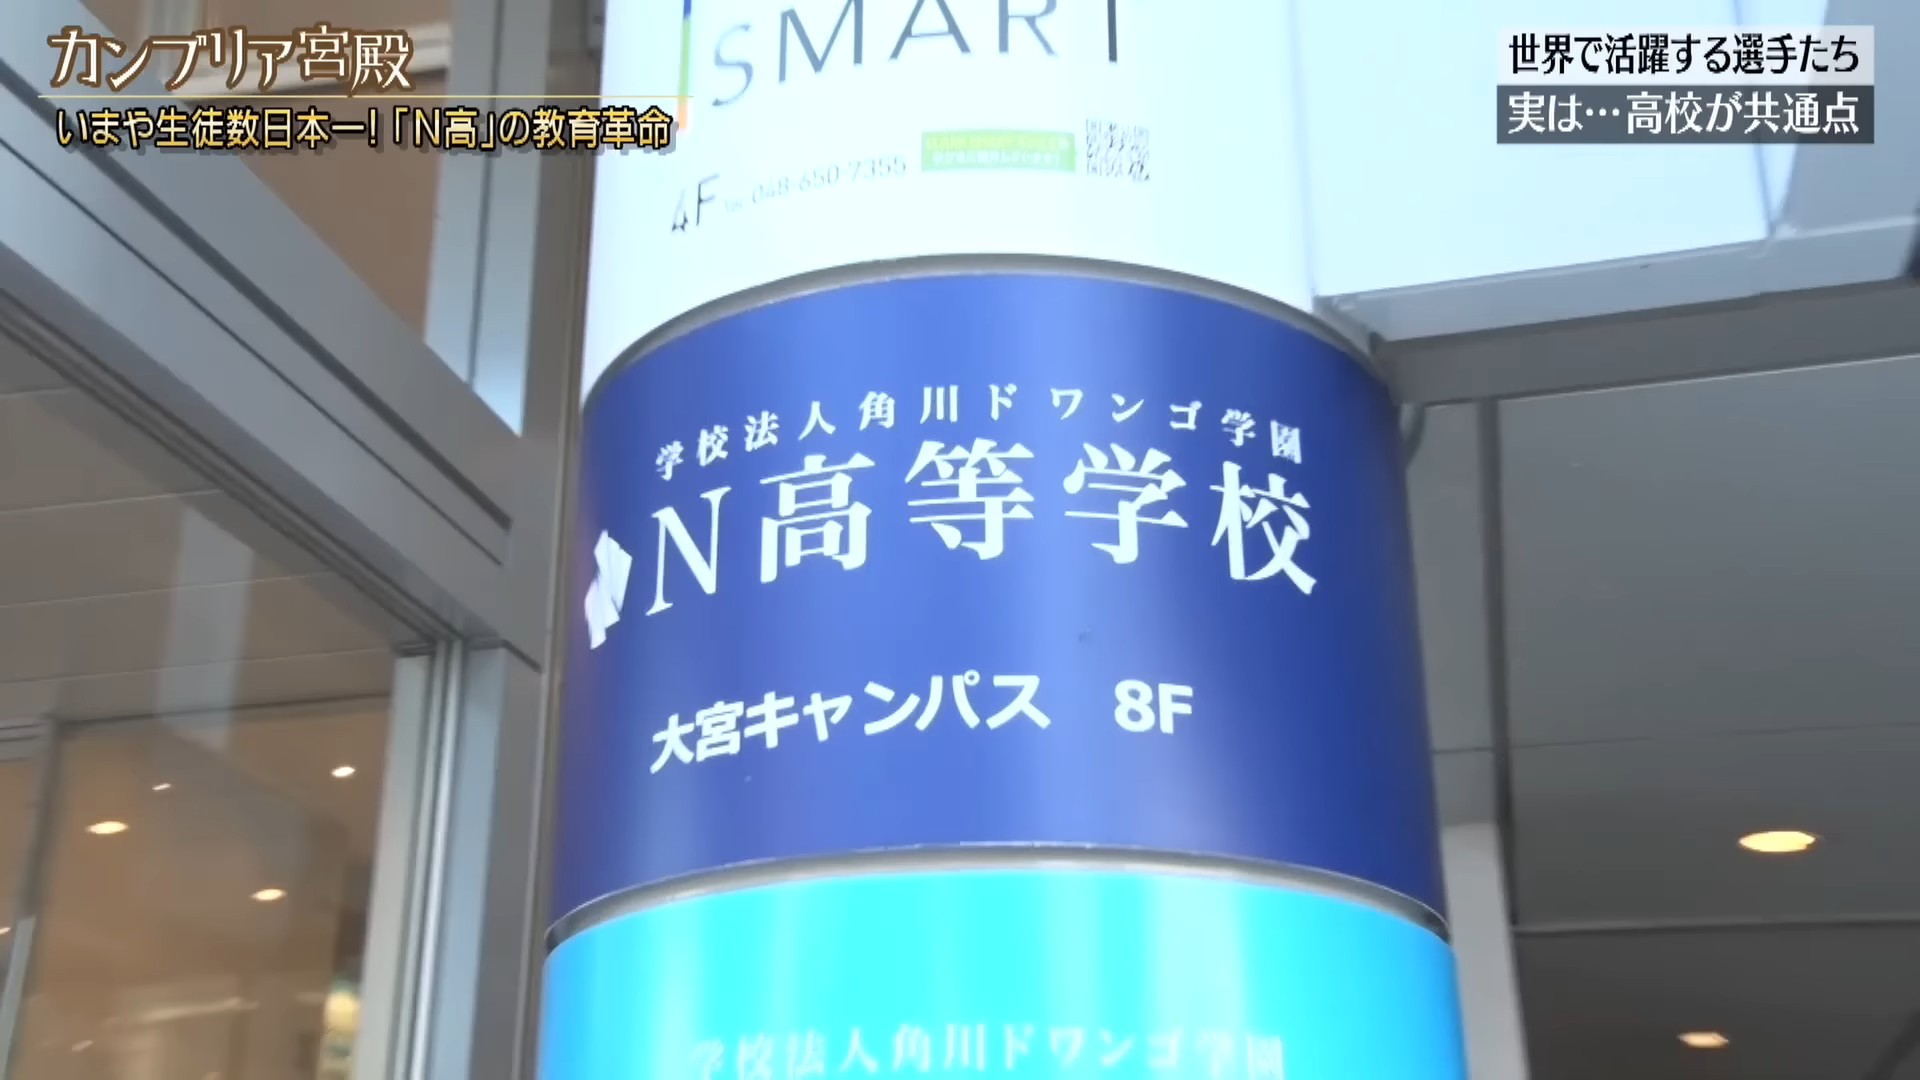 カンブリア宮殿
いまや生徒数日本一！「N高」の教育革命
世界で活躍する選手たち
実は…高校が共通点
SMART
4F 048-650-7355
学校法人角川ドワンゴ学園
N高等学校
大宮キャンパス 8F
学校法人角川ドワンゴ学園